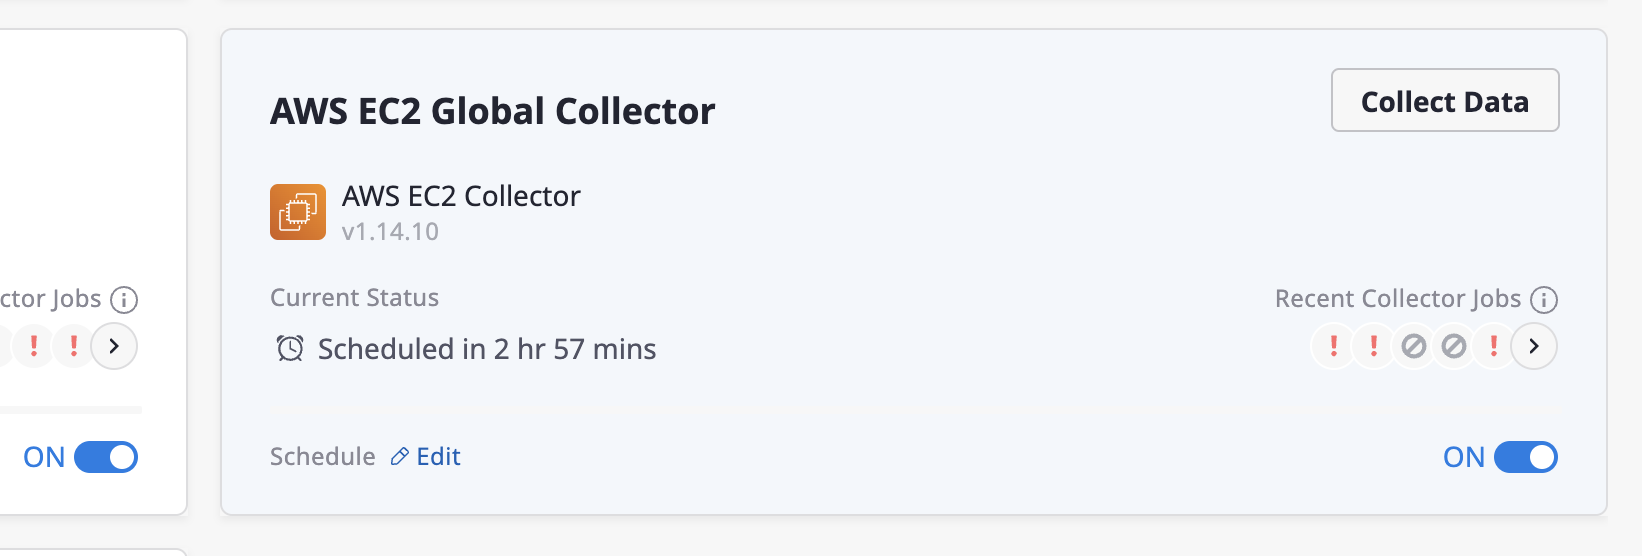 AWS EC2 Global Collector
Collect Data
AWS EC2 Collector
v1.14.10
ctor Jobs
Current Status
Recent Collector Jobs
Scheduled in 2 hr 57 mins
ON
Schedule
Edit
ON